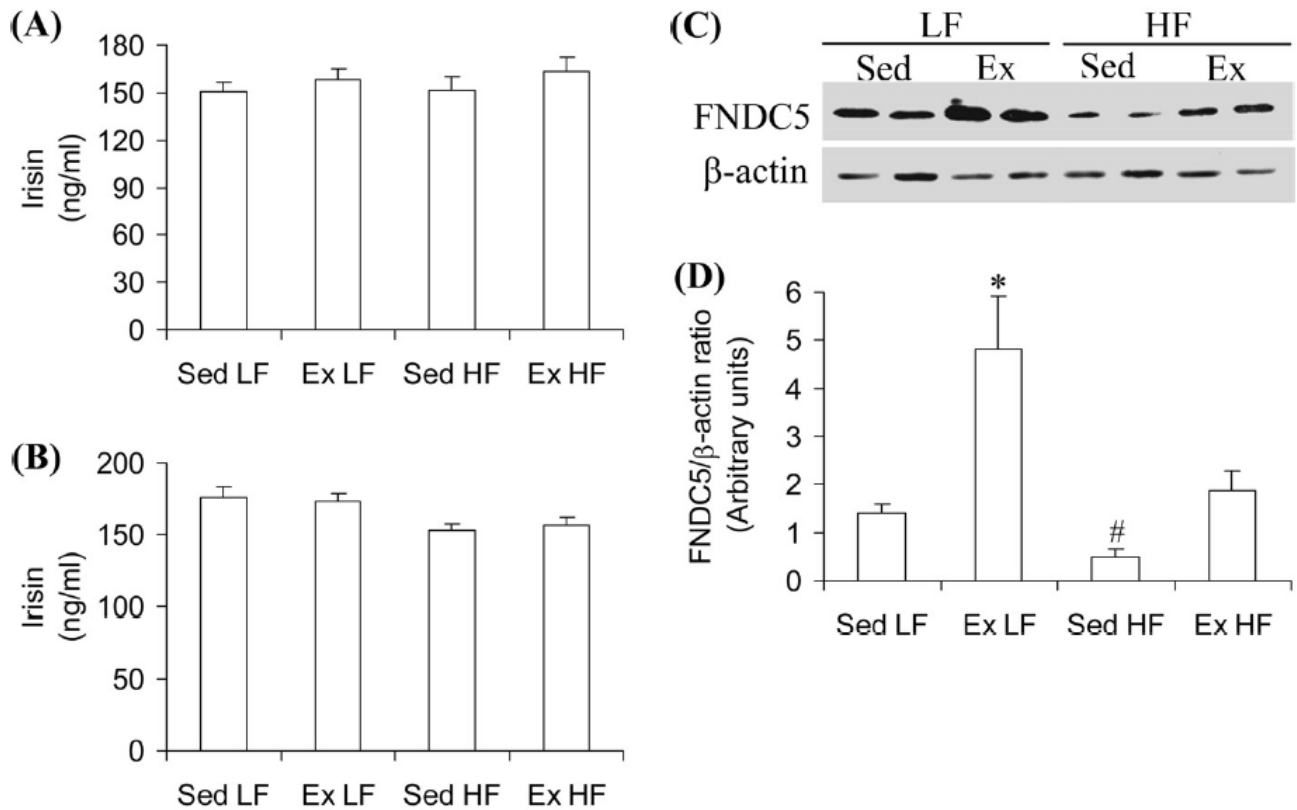 (A)
180
150
120
90
60
30
0
Irisin
(ng/ml)
Sed LF Ex LF Sed HF Ex HF
(B)
200
150
100
50
0
Irisin
(ng/ml)
Sed LF Ex LF Sed HF Ex HF
(C)
LF HF
Sed Ex Sed Ex
FNDC5
β-actin
(D)
6
5
4
3
2
1
0
FNDC5/β-actin ratio
(Arbitrary units)
*
#
Sed LF Ex LF Sed HF Ex HF